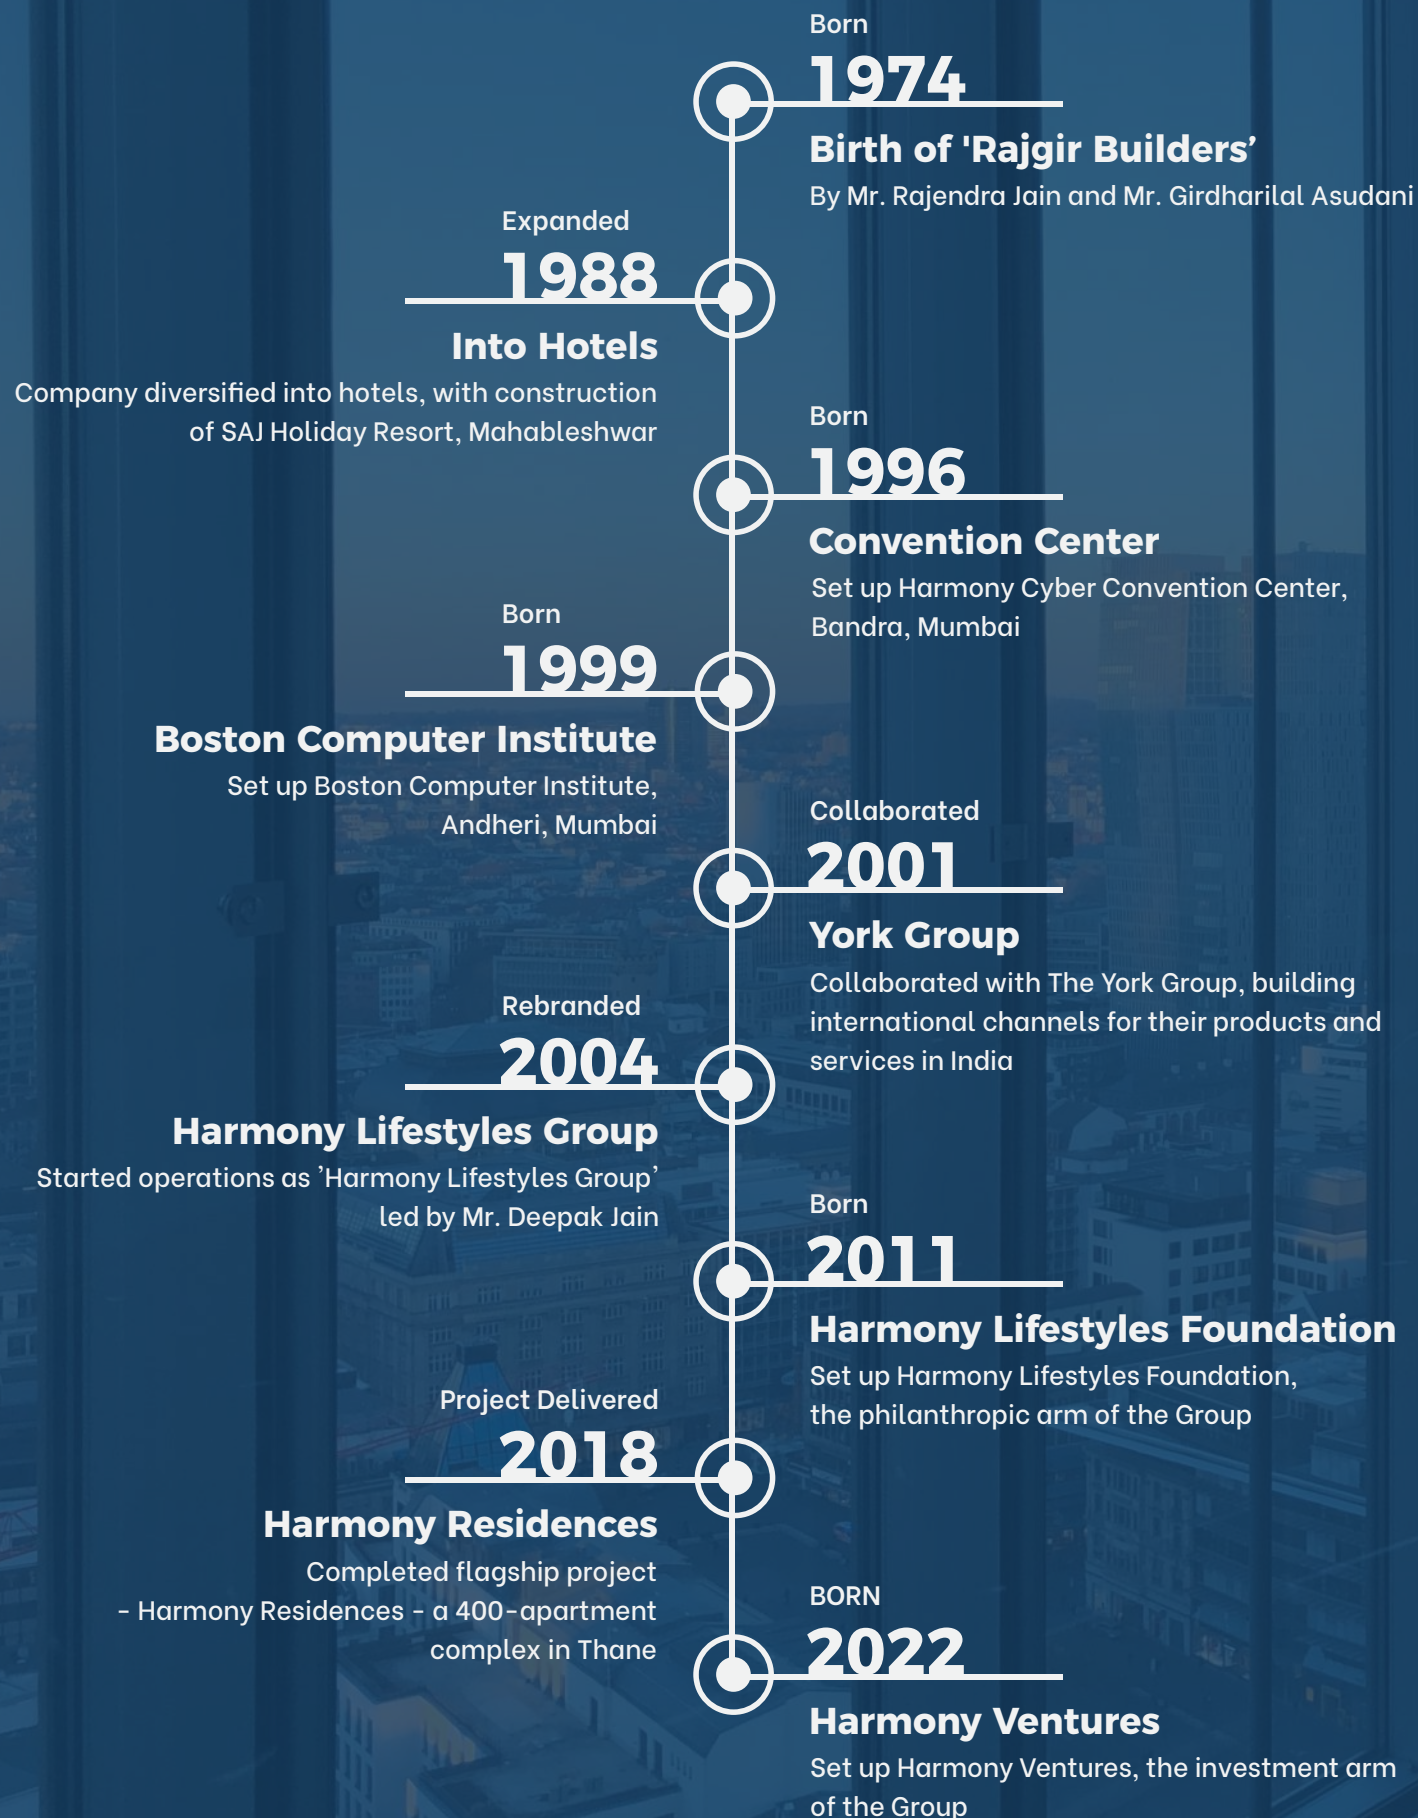 Born
1974
Birth of 'Rajgir Builders’
By Mr. Rajendra Jain and Mr. Girdharilal Asudani
Expanded
1988
Into Hotels
Company diversified into hotels, with construction
of SAJ Holiday Resort, Mahableshwar
Born
1996
Convention Center
Set up Harmony Cyber Convention Center,
Bandra, Mumbai
Born
1999
Boston Computer Institute
Set up Boston Computer Institute,
Andheri, Mumbai
Collaborated
2001
York Group
Collaborated with The York Group, building
international channels for their products and
services in India
Rebranded
2004
Harmony Lifestyles Group
Started operations as ’Harmony Lifestyles Group’
led by Mr. Deepak Jain
Born
2011
Harmony Lifestyles Foundation
Set up Harmony Lifestyles Foundation,
the philanthropic arm of the Group
Project Delivered
2018
Harmony Residences
Completed flagship project
- Harmony Residences - a 400-apartment
complex in Thane
BORN
2022
Harmony Ventures
Set up Harmony Ventures, the investment arm
of the Group